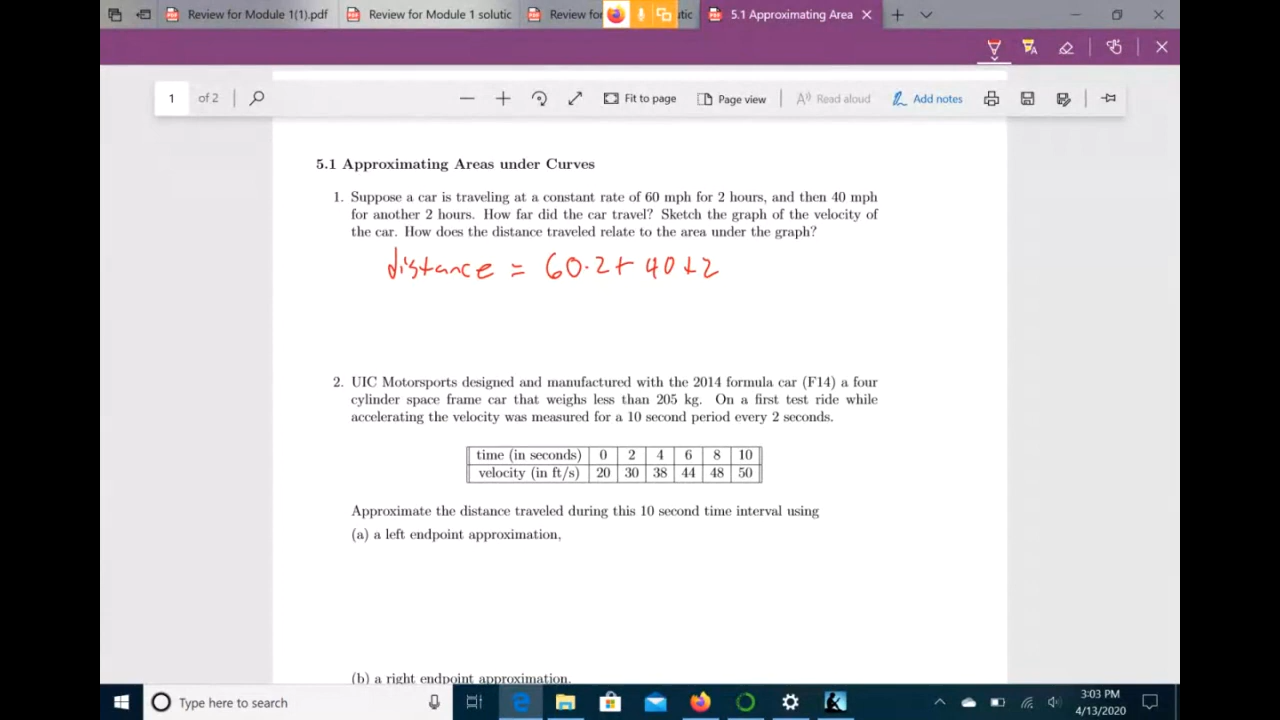 Review for Module 1(1).pdf
Review for Module 1 solutic
Review for
utic
5.1 Approximating Area
1
of 2
Fit to page
Page view
Read aloud
Add notes
5.1 Approximating Areas under Curves
1. Suppose a car is traveling at a constant rate of 60 mph for 2 hours, and then 40 mph
for another 2 hours. How far did the car travel? Sketch the graph of the velocity of
the car. How does the distance traveled relate to the area under the graph?
distance = 60·2+ 40+2
2. UIC Motorsports designed and manufactured with the 2014 formula car (F14) a four
cylinder space frame car that weighs less than 205 kg. On a first test ride while
accelerating the velocity was measured for a 10 second period every 2 seconds.
time (in seconds) 0 2 4 6 8 10
velocity (in ft/s) 20 30 38 44 48 50
Approximate the distance traveled during this 10 second time interval using
(a) a left endpoint approximation,
(b) a right endpoint approximation,
Type here to search
3:03 PM
4/13/2020